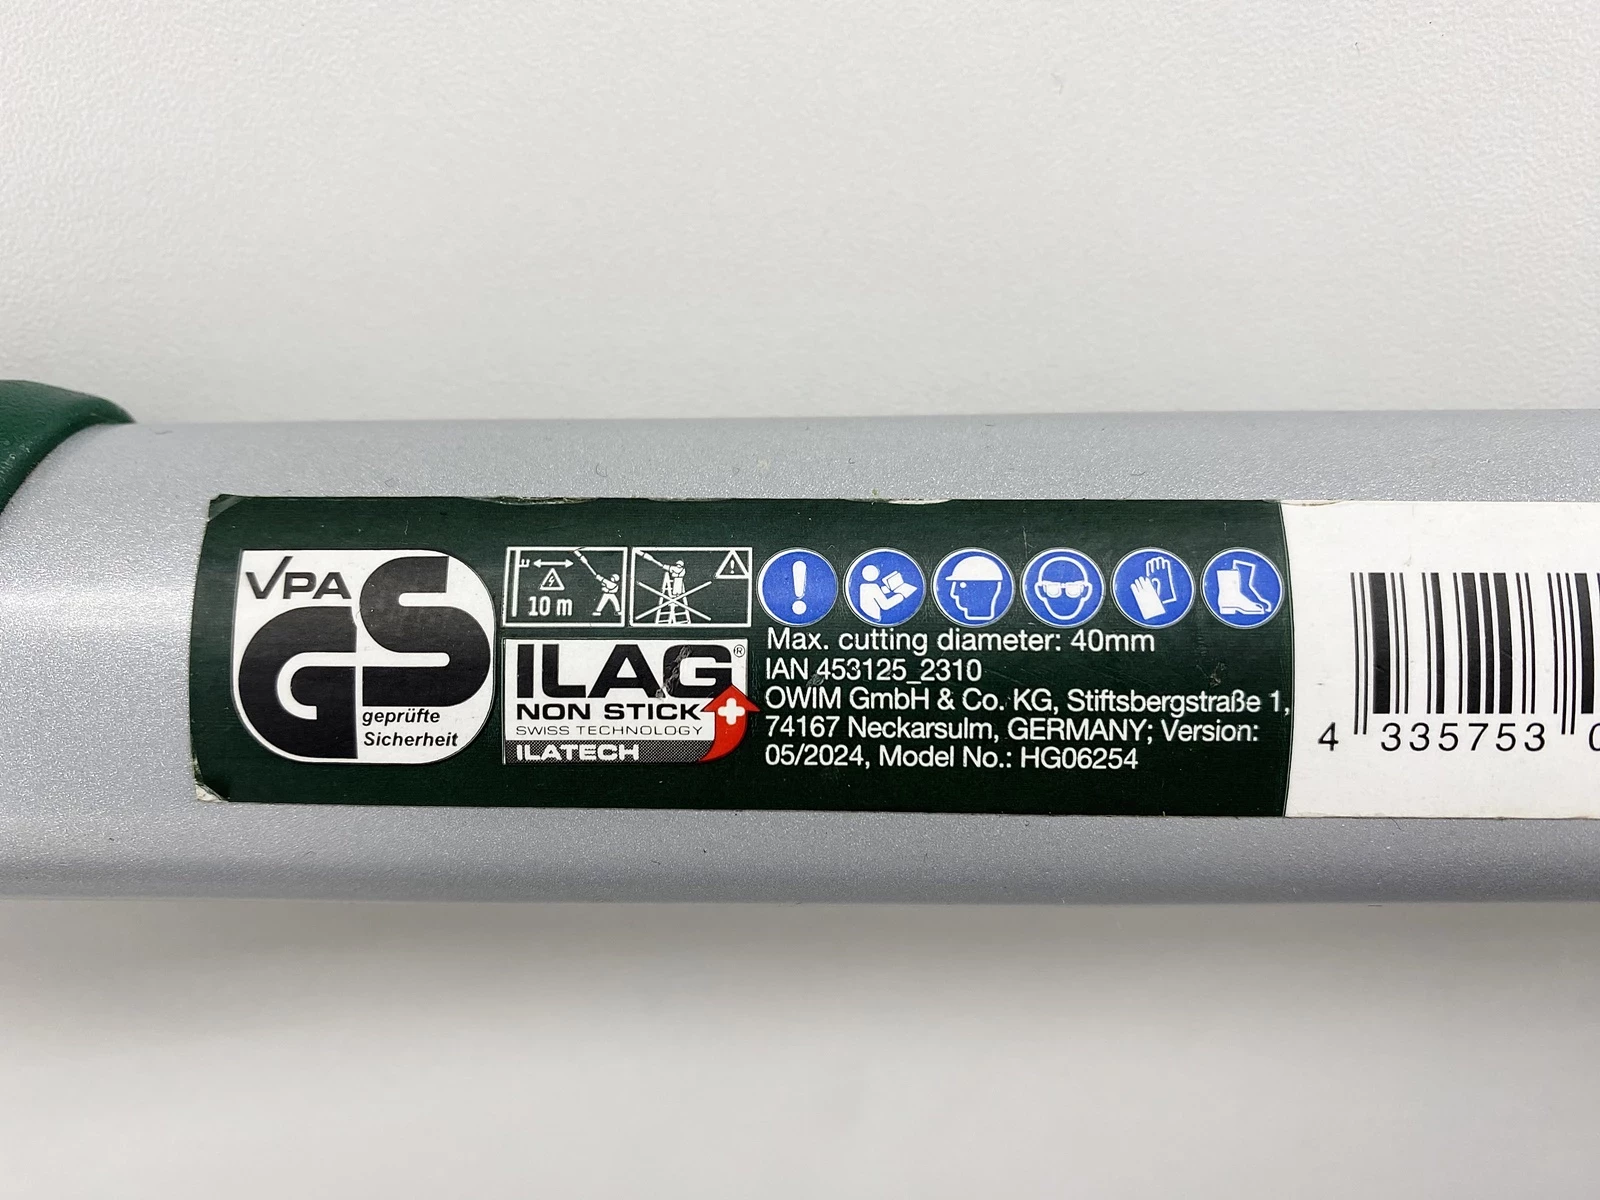 VPA
GS
geprüfte
Sicherheit
10 m
ILAG®
NON STICK
SWISS TECHNOLOGY
ILATECH
Max. cutting diameter: 40mm
IAN 453125_2310
OWIM GmbH & Co. KG, Stiftsbergstraße 1,
74167 Neckarsulm, GERMANY; Version:
05/2024, Model No.: HG06254
4 335753 0